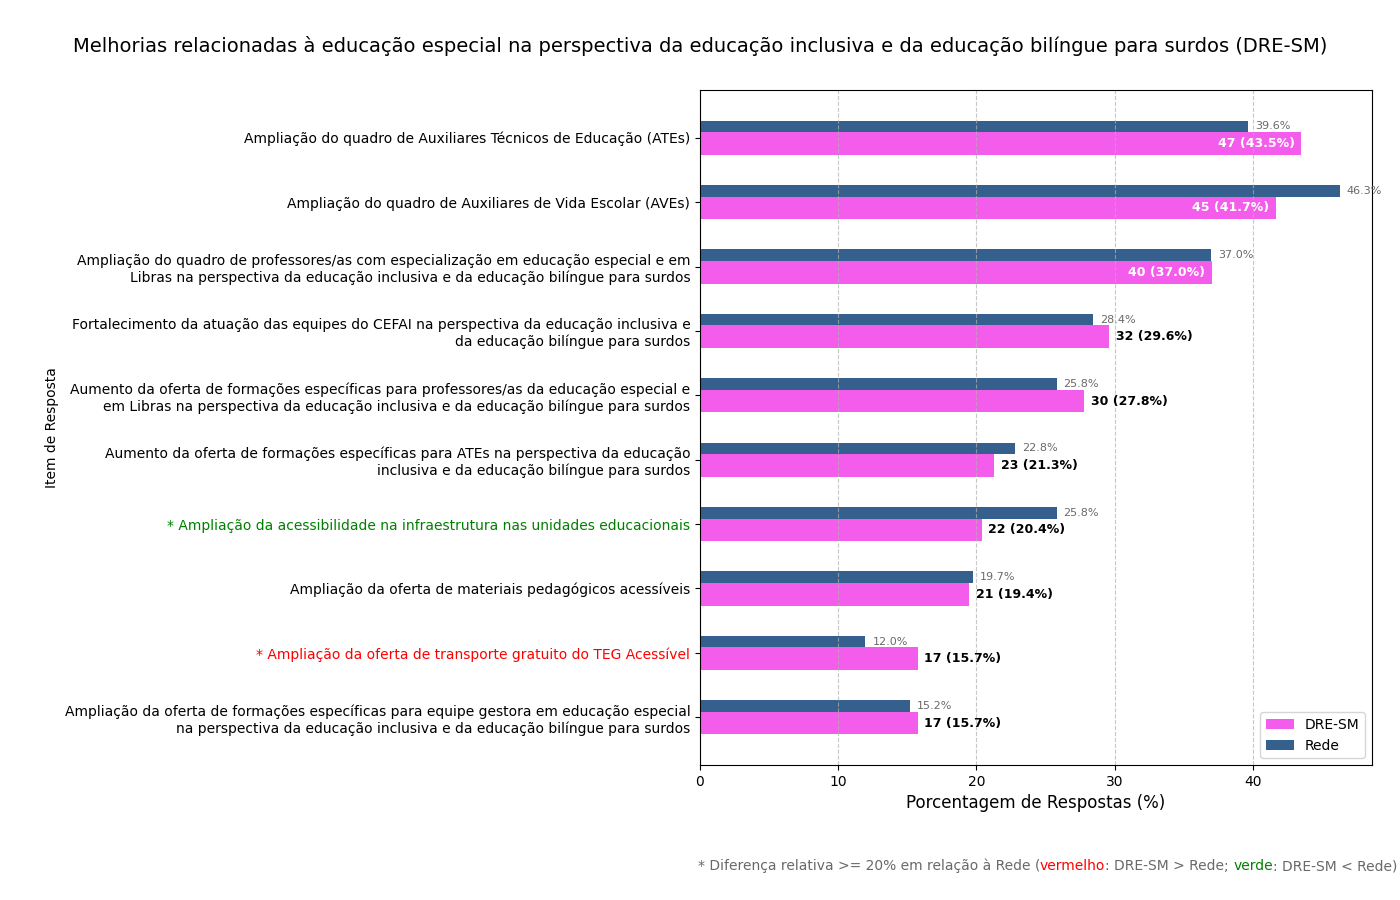 Melhorias relacionadas à educação especial na perspectiva da educação inclusiva e da educação bilíngue para surdos (DRE-SM)
Item de Resposta
Ampliação do quadro de Auxiliares Técnicos de Educação (ATEs)
39.6%
47 (43.5%)
Ampliação do quadro de Auxiliares de Vida Escolar (AVEs)
46.3%
45 (41.7%)
Ampliação do quadro de professores/as com especialização em educação especial e em
Libras na perspectiva da educação inclusiva e da educação bilíngue para surdos
37.0%
40 (37.0%)
Fortalecimento da atuação das equipes do CEFAI na perspectiva da educação inclusiva e
da educação bilíngue para surdos
28.4%
32 (29.6%)
Aumento da oferta de formações específicas para professores/as da educação especial e
em Libras na perspectiva da educação inclusiva e da educação bilíngue para surdos
25.8%
30 (27.8%)
Aumento da oferta de formações específicas para ATEs na perspectiva da educação
inclusiva e da educação bilíngue para surdos
22.8%
23 (21.3%)
* Ampliação da acessibilidade na infraestrutura nas unidades educacionais
25.8%
22 (20.4%)
Ampliação da oferta de materiais pedagógicos acessíveis
19.7%
21 (19.4%)
* Ampliação da oferta de transporte gratuito do TEG Acessível
12.0%
17 (15.7%)
Ampliação da oferta de formações específicas para equipe gestora em educação especial
na perspectiva da educação inclusiva e da educação bilíngue para surdos
15.2%
17 (15.7%)
DRE-SM
Rede
0 10 20 30 40
Porcentagem de Respostas (%)
* Diferença relativa >= 20% em relação à Rede (vermelho: DRE-SM > Rede; verde: DRE-SM < Rede)